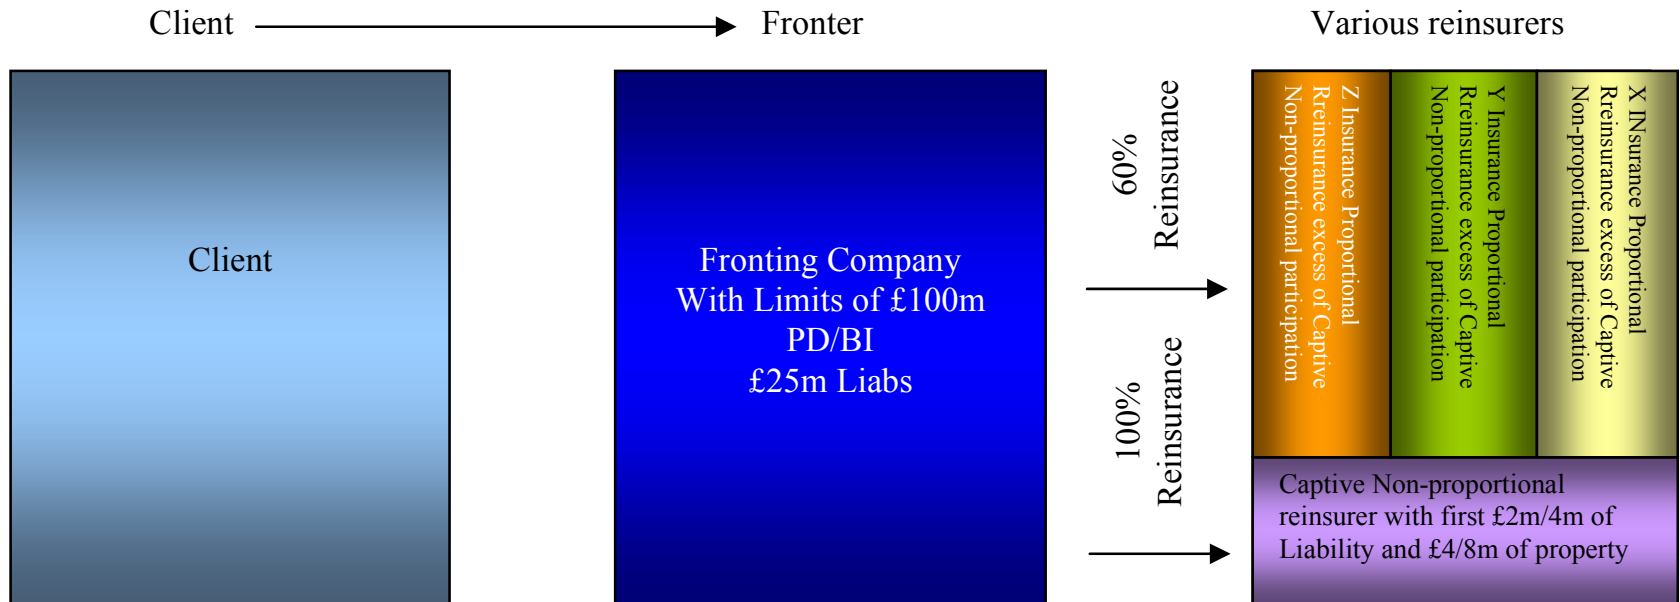 Client
Fronter
Various reinsurers
Client
Fronting Company
With Limits of £100m
PD/BI
£25m Liabs
60%
Reinsurance
100%
Reinsurance
Z Insurance Proportional
Rreinsurance excess of Captive
Non-proportional participation
Y Insurance Proportional
Rreinsurance excess of Captive
Non-proportional participation
X INsurance Proportional
Rreinsurance excess of Captive
Non-proportional participation
Captive Non-proportional
reinsurer with first £2m/4m of
Liability and £4/8m of property